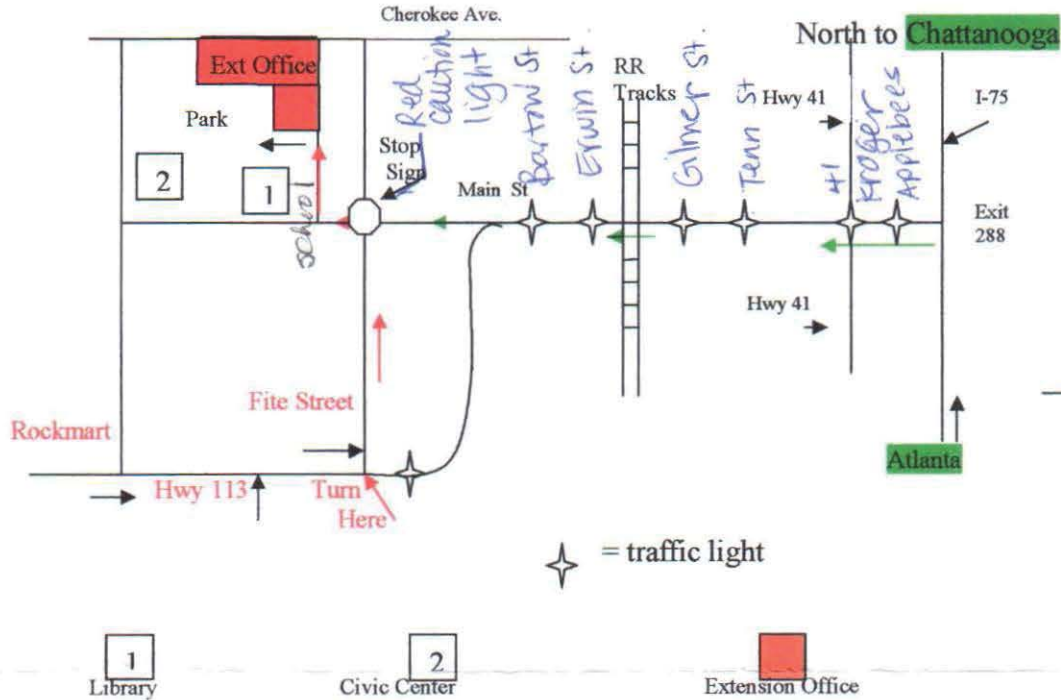 Cherokee Ave.
North to Chattanooga
Ext Office
Red caution light
Bartow St
Erwin St.
RR
Tracks
Gilmer St.
Tenn St
Hwy 41
41
Kroger
Applebees
I-75
Park
Stop
Sign
Main St
2
1
School
Exit
288
Hwy 41
Fite Street
Rockmart
Atlanta
Hwy 113
Turn
Here
= traffic light
1
Library
2
Civic Center
Extension Office